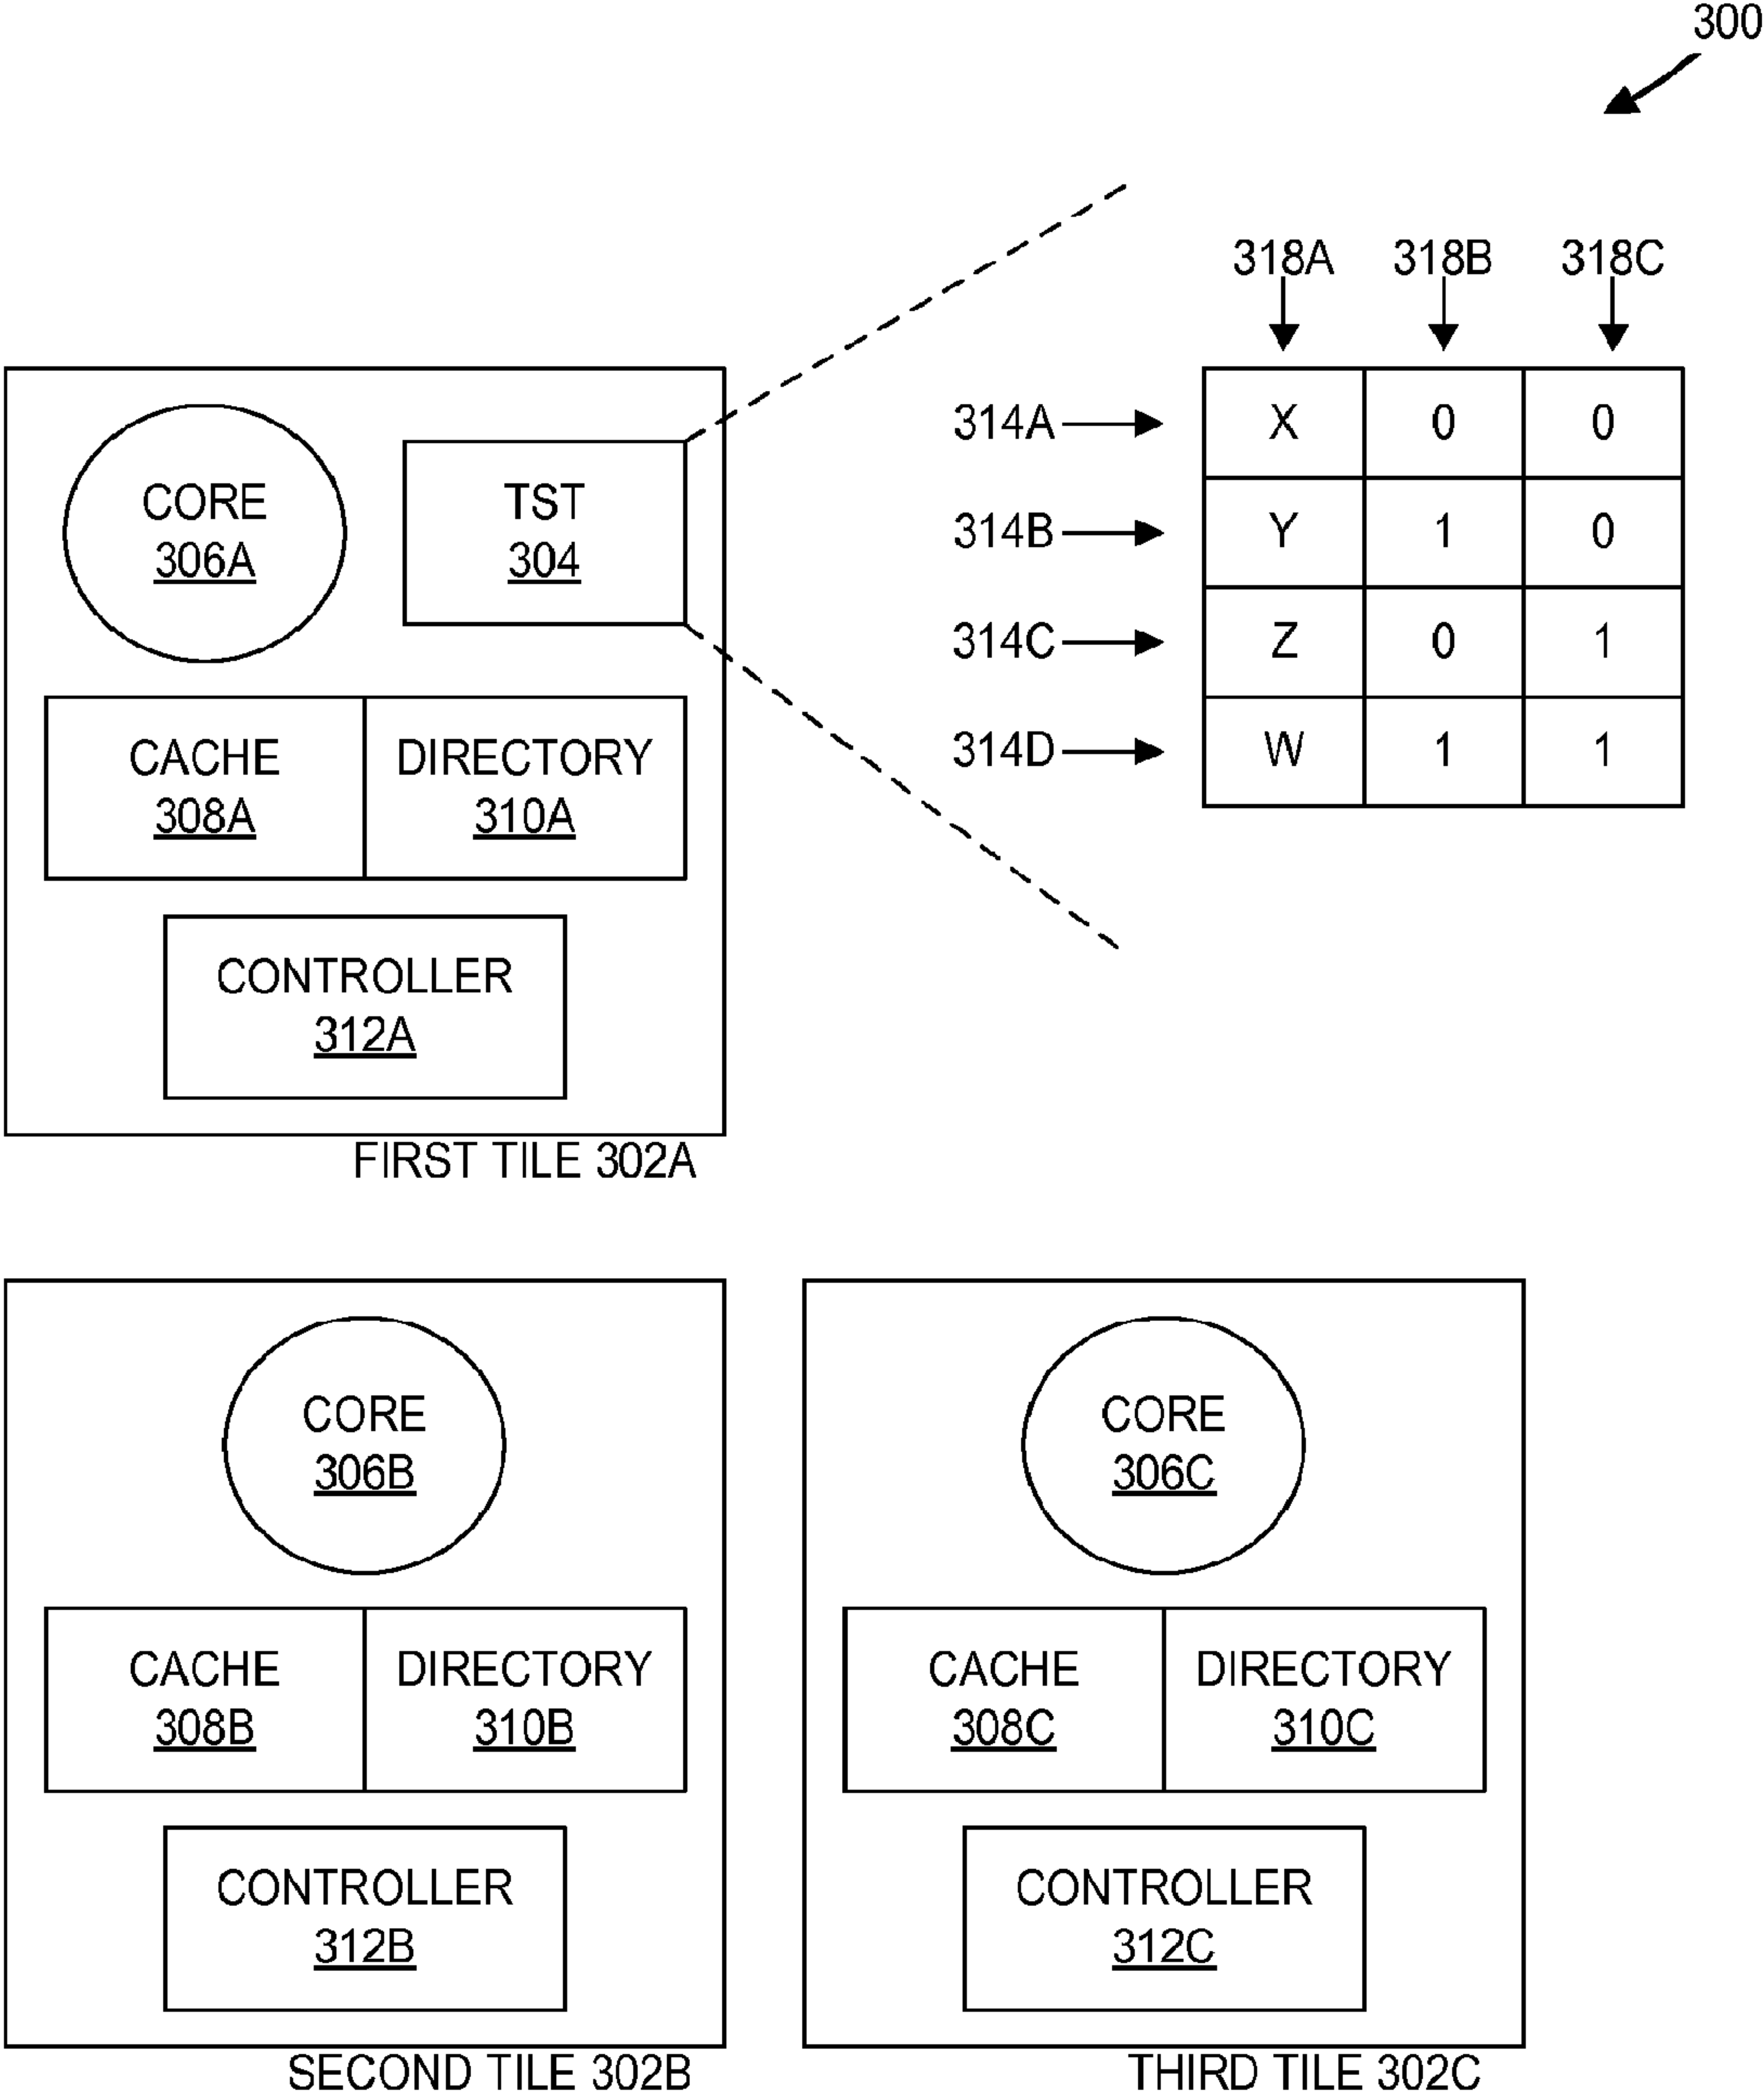 300
318A 318B 318C
314A X 0 0
314B Y 1 0
314C Z 0 1
314D W 1 1
CORE
306A
TST
304
CACHE
308A
DIRECTORY
310A
CONTROLLER
312A
FIRST TILE 302A
CORE
306B
CACHE
308B
DIRECTORY
310B
CONTROLLER
312B
SECOND TILE 302B
CORE
306C
CACHE
308C
DIRECTORY
310C
CONTROLLER
312C
THIRD TILE 302C